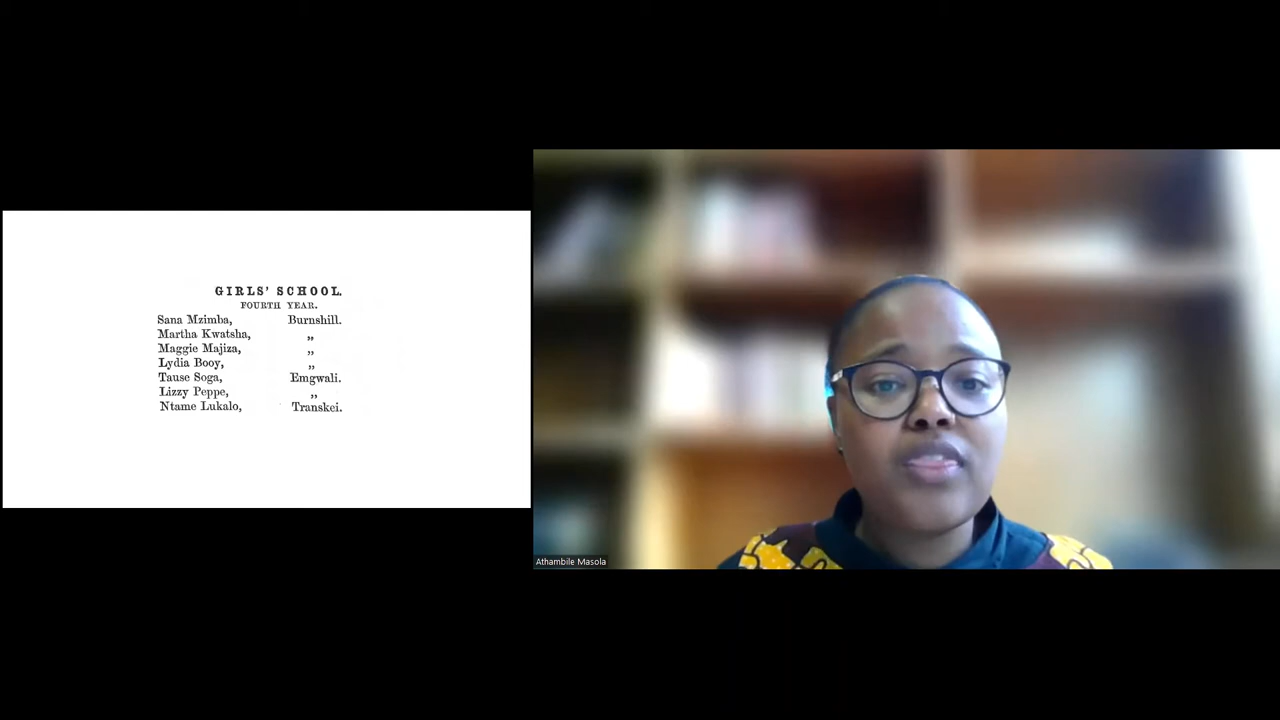 GIRLS' SCHOOL.
FOURTH YEAR.
Sana Mzimba, Burnshill.
Martha Kwatsha, „
Maggie Majiza, „
Lydia Booy, „
Tause Soga, Emgwali.
Lizzy Peppe, „
Ntame Lukalo, Transkei.
Athambile Masola